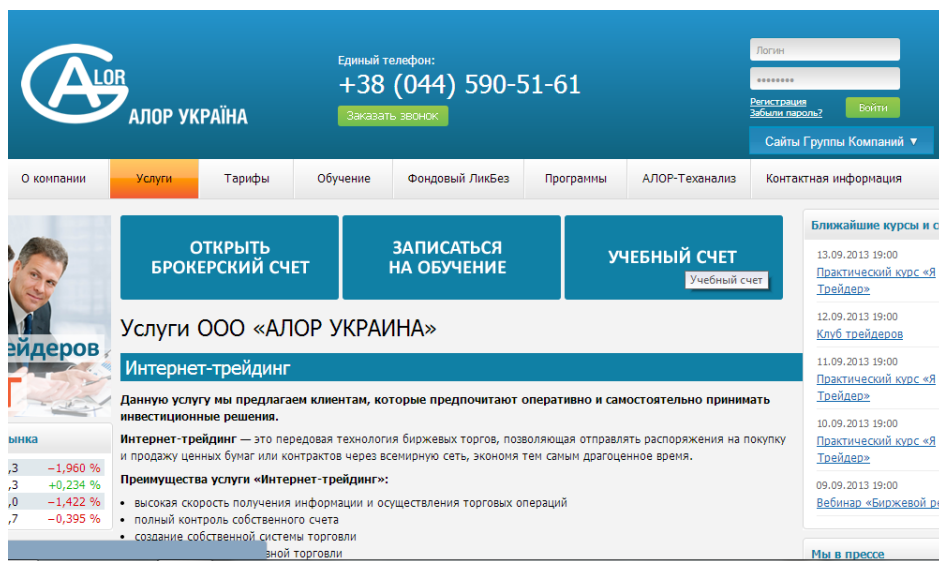 ALOR
АЛОР УКРАЇНА
Единый телефон:
+38 (044) 590-51-61
Заказать звонок
Логин
••••••••
Регистрация
Забыли пароль?
Войти
Сайты Группы Компаний ▼
О компании
Услуги
Тарифы
Обучение
Фондовый ЛикБез
Программы
АЛОР-Теханализ
Контактная информация
ейдеров
ынка
,3 −1,960 %
,3 +0,234 %
,0 −1,422 %
,7 −0,395 %
ОТКРЫТЬ
БРОКЕРСКИЙ СЧЕТ
ЗАПИСАТЬСЯ
НА ОБУЧЕНИЕ
УЧЕБНЫЙ СЧЕТ
Учебный счет
Услуги ООО «АЛОР УКРАИНА»
Интернет-трейдинг
Данную услугу мы предлагаем клиентам, которые предпочитают оперативно и самостоятельно принимать
инвестиционные решения.
Интернет-трейдинг — это передовая технология биржевых торгов, позволяющая отправлять распоряжения на покупку
и продажу ценных бумаг или контрактов через всемирную сеть, экономя тем самым драгоценное время.
Преимущества услуги «Интернет-трейдинг»:
• высокая скорость получения информации и осуществления торговых операций
• полный контроль собственного счета
• создание собственной системы торговли
вной торговли
Ближайшие курсы и с
13.09.2013 19:00
Практический курс «Я
Трейдер»
12.09.2013 19:00
Клуб трейдеров
11.09.2013 19:00
Практический курс «Я
Трейдер»
10.09.2013 19:00
Практический курс «Я
Трейдер»
09.09.2013 19:00
Вебинар «Биржевой ре
Мы в прессе